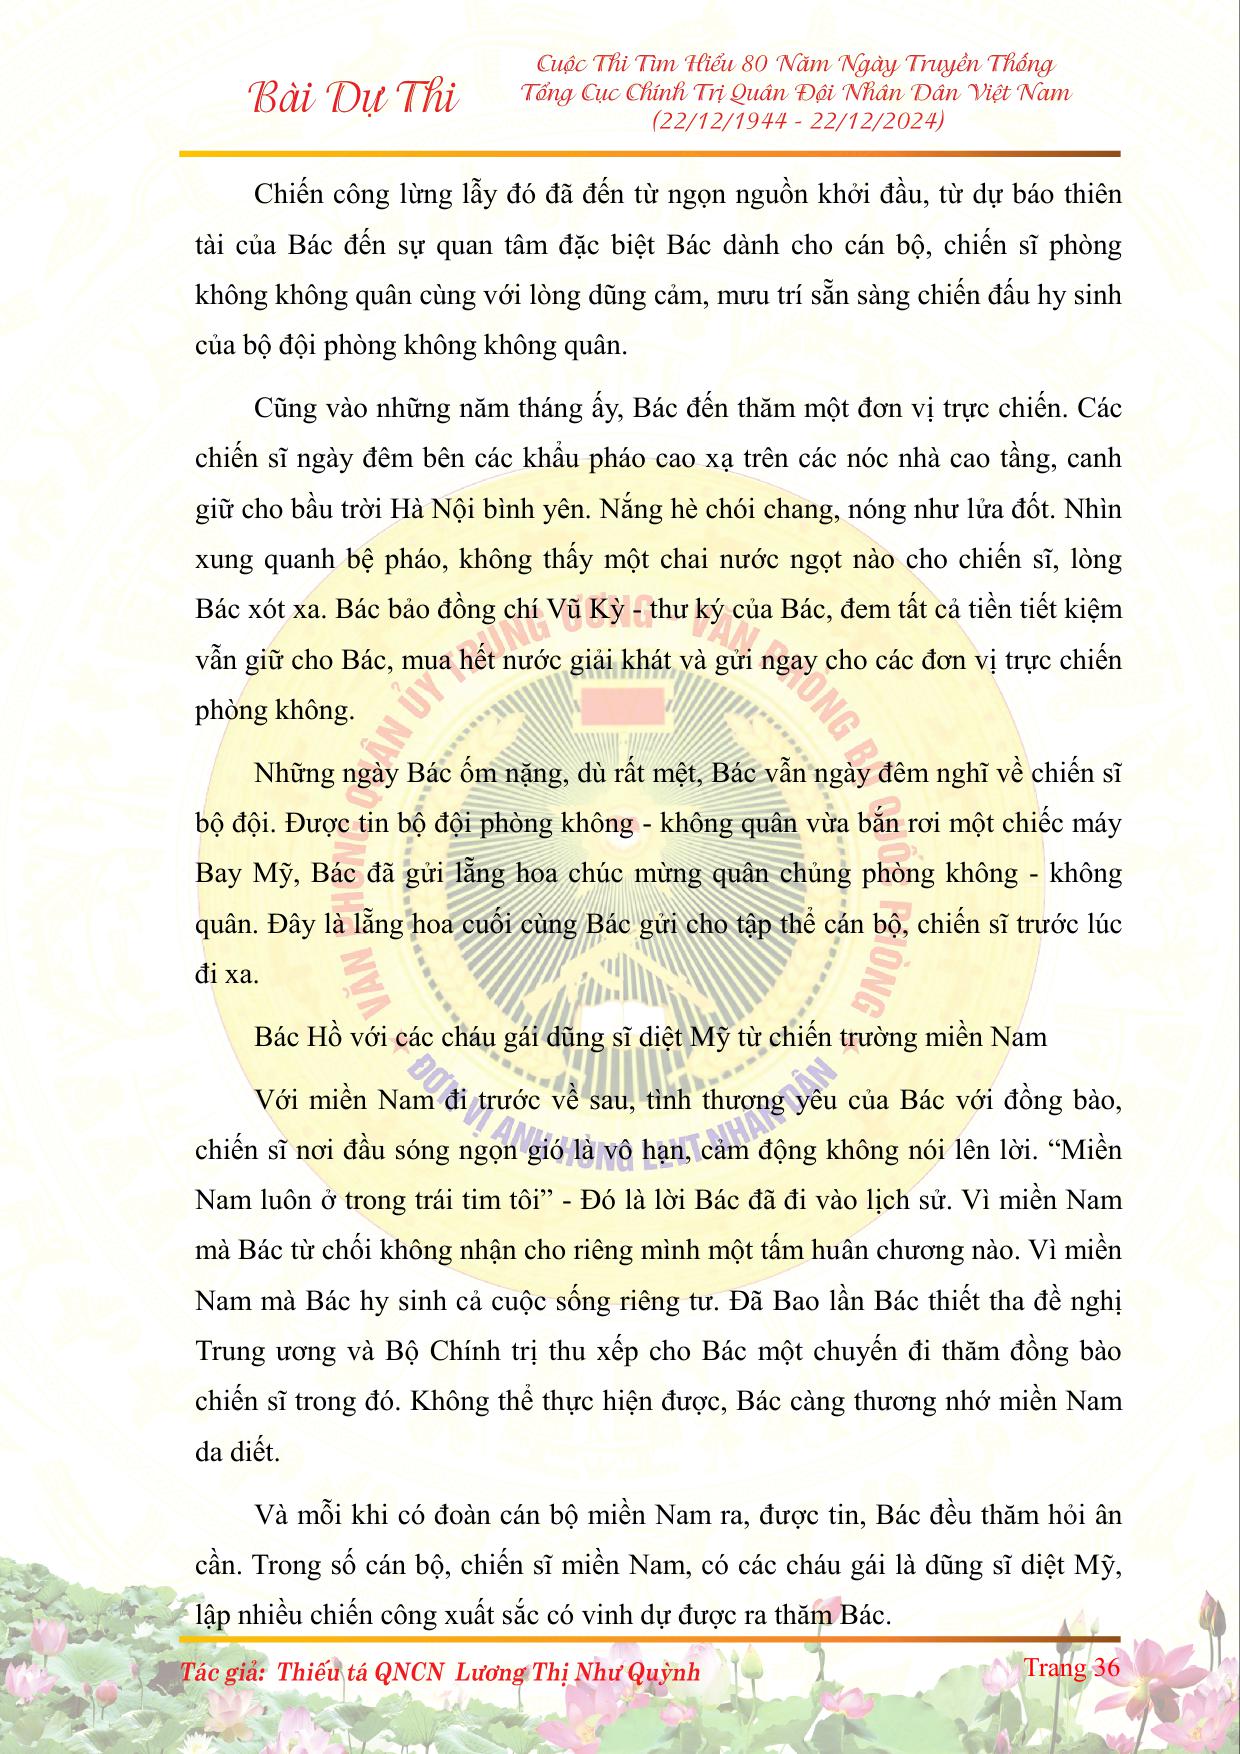 Bài Dự Thi
Cuộc Thi Tìm Hiểu 80 Năm Ngày Truyền Thống
Tổng Cục Chính Trị Quân Đội Nhân Dân Việt Nam
(22/12/1944 - 22/12/2024)
Chiến công lừng lẫy đó đã đến từ ngọn nguồn khởi đầu, từ dự báo thiên
tài của Bác đến sự quan tâm đặc biệt Bác dành cho cán bộ, chiến sĩ phòng
không không quân cùng với lòng dũng cảm, mưu trí sẵn sàng chiến đấu hy sinh
của bộ đội phòng không không quân.
Cũng vào những năm tháng ấy, Bác đến thăm một đơn vị trực chiến. Các
chiến sĩ ngày đêm bên các khẩu pháo cao xạ trên các nóc nhà cao tầng, canh
giữ cho bầu trời Hà Nội bình yên. Nắng hè chói chang, nóng như lửa đốt. Nhìn
xung quanh bệ pháo, không thấy một chai nước ngọt nào cho chiến sĩ, lòng
Bác xót xa. Bác bảo đồng chí Vũ Kỳ - thư ký của Bác, đem tất cả tiền tiết kiệm
vẫn giữ cho Bác, mua hết nước giải khát và gửi ngay cho các đơn vị trực chiến
phòng không.
Những ngày Bác ốm nặng, dù rất mệt, Bác vẫn ngày đêm nghĩ về chiến sĩ
bộ đội. Được tin bộ đội phòng không - không quân vừa bắn rơi một chiếc máy
Bay Mỹ, Bác đã gửi lẵng hoa chúc mừng quân chủng phòng không - không
quân. Đây là lẵng hoa cuối cùng Bác gửi cho tập thể cán bộ, chiến sĩ trước lúc
đi xa.
Bác Hồ với các cháu gái dũng sĩ diệt Mỹ từ chiến trường miền Nam
Với miền Nam đi trước về sau, tình thương yêu của Bác với đồng bào,
chiến sĩ nơi đầu sóng ngọn gió là vô hạn, cảm động không nói lên lời. “Miền
Nam luôn ở trong trái tim tôi” - Đó là lời Bác đã đi vào lịch sử. Vì miền Nam
mà Bác từ chối không nhận cho riêng mình một tấm huân chương nào. Vì miền
Nam mà Bác hy sinh cả cuộc sống riêng tư. Đã Bao lần Bác thiết tha đề nghị
Trung ương và Bộ Chính trị thu xếp cho Bác một chuyến đi thăm đồng bào
chiến sĩ trong đó. Không thể thực hiện được, Bác càng thương nhớ miền Nam
da diết.
Và mỗi khi có đoàn cán bộ miền Nam ra, được tin, Bác đều thăm hỏi ân
cần. Trong số cán bộ, chiến sĩ miền Nam, có các cháu gái là dũng sĩ diệt Mỹ,
lập nhiều chiến công xuất sắc có vinh dự được ra thăm Bác.
VĂN PHÒNG QUÂN ỦY TRUNG ƯƠNG - VĂN PHÒNG BỘ QUỐC PHÒNG
ĐƠN VỊ ANH HÙNG LLVT NHÂN DÂN
Tác giả: Thiếu tá QNCN Lương Thị Như Quỳnh
Trang 36